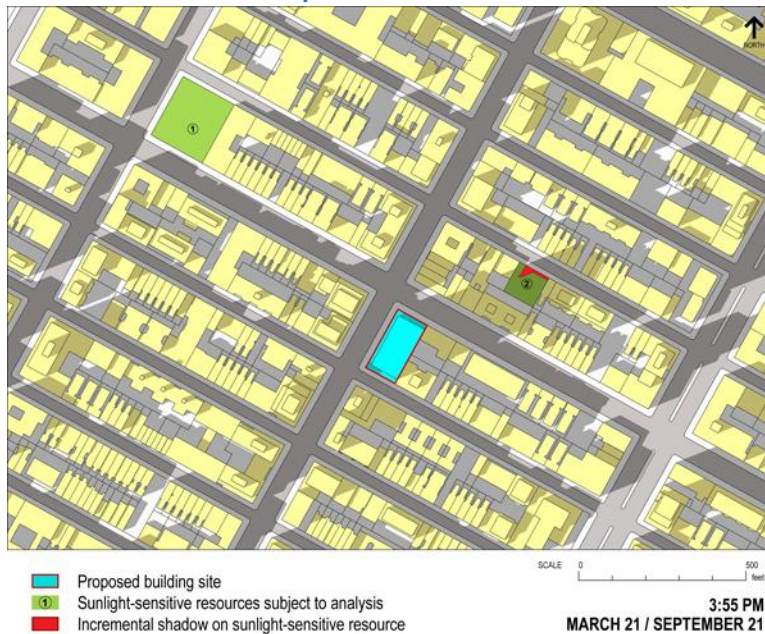 NORTH
①
②
SCALE 0 500
feet
Proposed building site
① Sunlight-sensitive resources subject to analysis
Incremental shadow on sunlight-sensitive resource
3:55 PM
MARCH 21 / SEPTEMBER 21